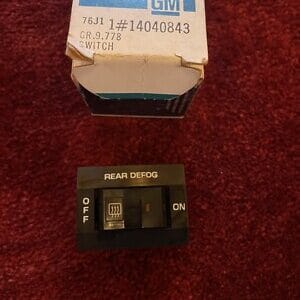 GM
76J1 1#14040843
GR.9.778
SWITCH
REAR DEFOG
OFF
ON